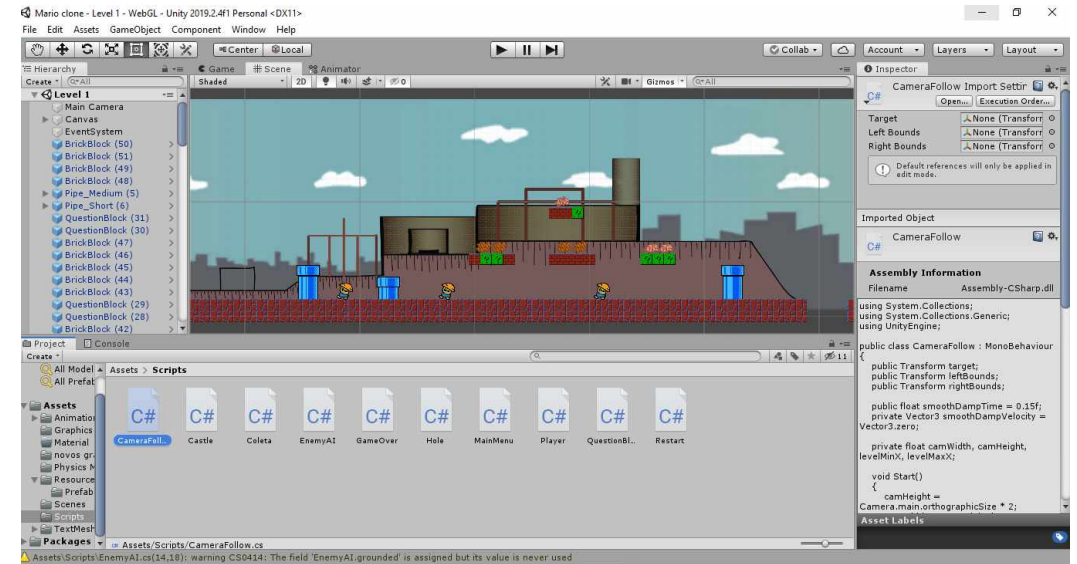 Mario clone - Level 1 - WebGL - Unity 2019.2.4f1 Personal <DX11>
File Edit Assets GameObject Component Window Help
Center Local Collab Account Layers Layout
Hierarchy
Create All
Level 1
Main Camera
Canvas
EventSystem
BrickBlock (50)
BrickBlock (51)
BrickBlock (49)
BrickBlock (48)
Pipe_Medium (5)
Pipe_Short (6)
QuestionBlock (31)
QuestionBlock (30)
BrickBlock (47)
BrickBlock (46)
BrickBlock (45)
BrickBlock (44)
BrickBlock (43)
QuestionBlock (29)
QuestionBlock (28)
BrickBlock (42)
Game Scene Animator
Shaded 2D 0 Gizmos All
Inspector
CameraFollow Import Settir
Open... Execution Order...
Target None (Transforr
Left Bounds None (Transforr
Right Bounds None (Transforr
Default references will only be applied in
edit mode.
Imported Object
CameraFollow
C#
Assembly Information
Filename Assembly-CSharp.dll
using System.Collections;
using System.Collections.Generic;
using UnityEngine;
public class CameraFollow : MonoBehaviour
{
public Transform target;
public Transform leftBounds;
public Transform rightBounds;
public float smoothDampTime = 0.15f;
private Vector3 smoothDampVelocity =
Vector3.zero;
private float camWidth, camHeight,
levelMinX, levelMaxX;
void Start()
{
camHeight =
Camera.main.orthographicSize * 2;
Asset Labels
Project Console
Create 11
All Model
All Prefat
Assets
Animation
Graphics
Material
novos gr.
Physics M
Resource
Prefab
Scenes
Scripts
TextMesh
Packages
Assets > Scripts
C# C# C# C# C# C# C# C# C# C#
CameraFoll.. Castle Coleta EnemyAI GameOver Hole MainMenu Player QuestionBl... Restart
Assets/Scripts/CameraFollow.cs
Assets\Scripts\EnemyAI.cs(14,18): warning CS0414: The field 'EnemyAI.grounded' is assigned but its value is never used